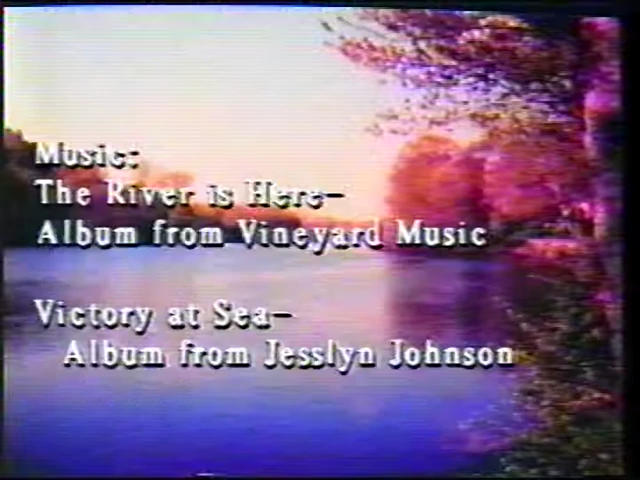 Music:
The River is Here-
Album from Vineyard Music
Victory at Sea-
Album from Jesslyn Johnson